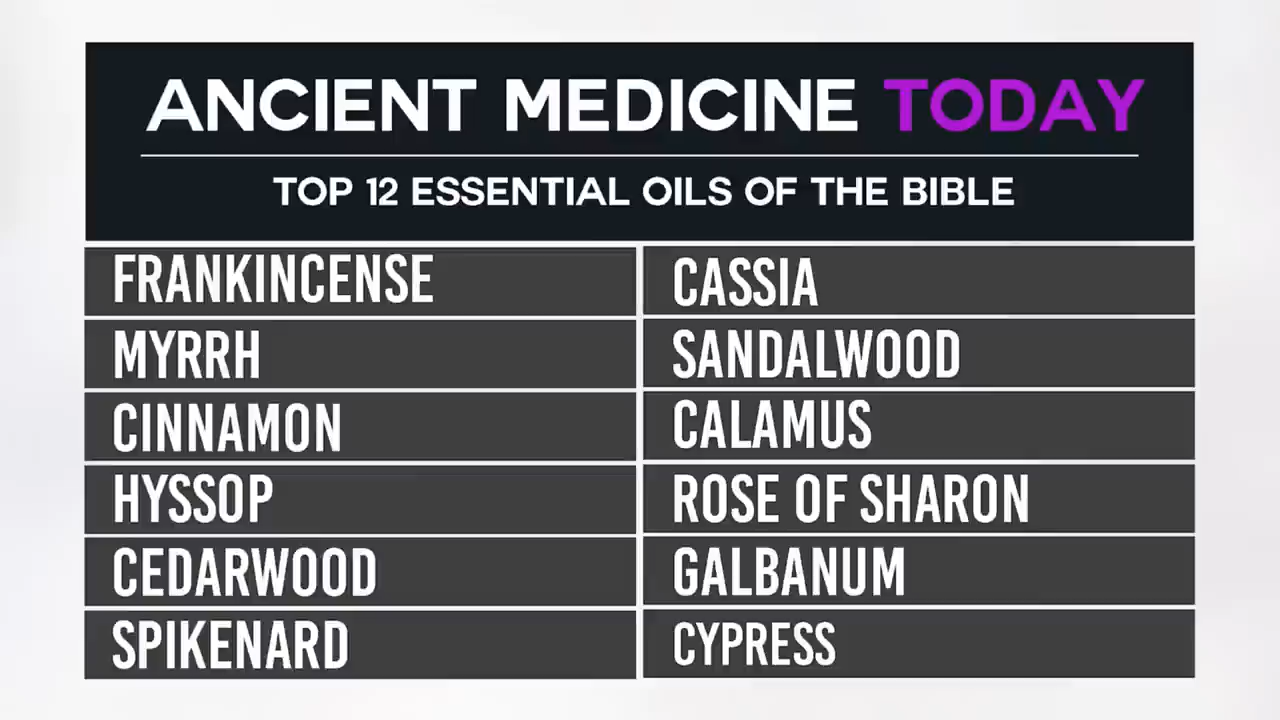 ANCIENT MEDICINE TODAY
TOP 12 ESSENTIAL OILS OF THE BIBLE
FRANKINCENSE
MYRRH
CINNAMON
HYSSOP
CEDARWOOD
SPIKENARD
CASSIA
SANDALWOOD
CALAMUS
ROSE OF SHARON
GALBANUM
CYPRESS